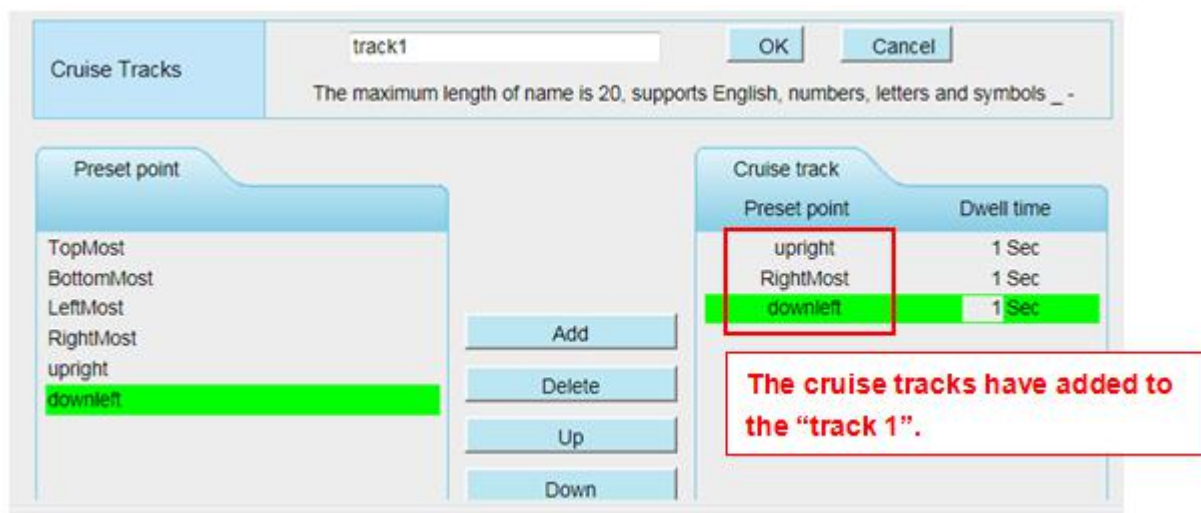 Cruise Tracks
track1
OK
Cancel
The maximum length of name is 20, supports English, numbers, letters and symbols _ -
Preset point
TopMost
BottomMost
LeftMost
RightMost
upright
downleft
Add
Delete
Up
Down
Cruise track
Preset point Dwell time
upright 1 Sec
RightMost 1 Sec
downleft 1 Sec
The cruise tracks have added to
the “track 1”.